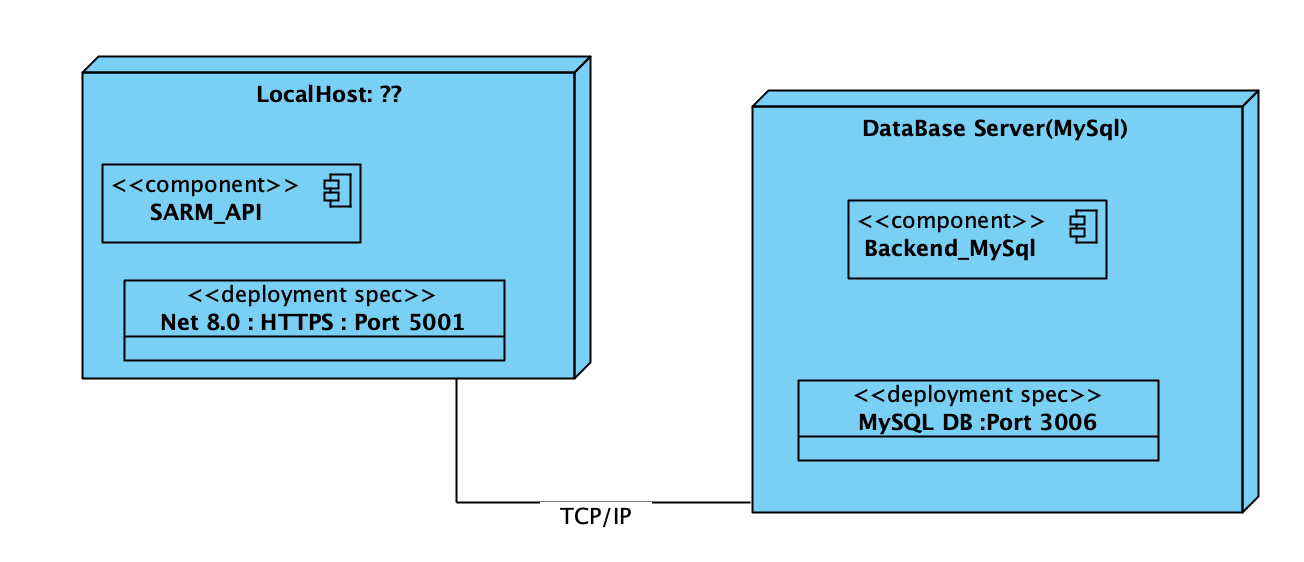 LocalHost: ??
<<component>>
SARM_API
<<deployment spec>>
Net 8.0 : HTTPS : Port 5001
DataBase Server(MySql)
<<component>>
Backend_MySql
<<deployment spec>>
MySQL DB :Port 3006
TCP/IP